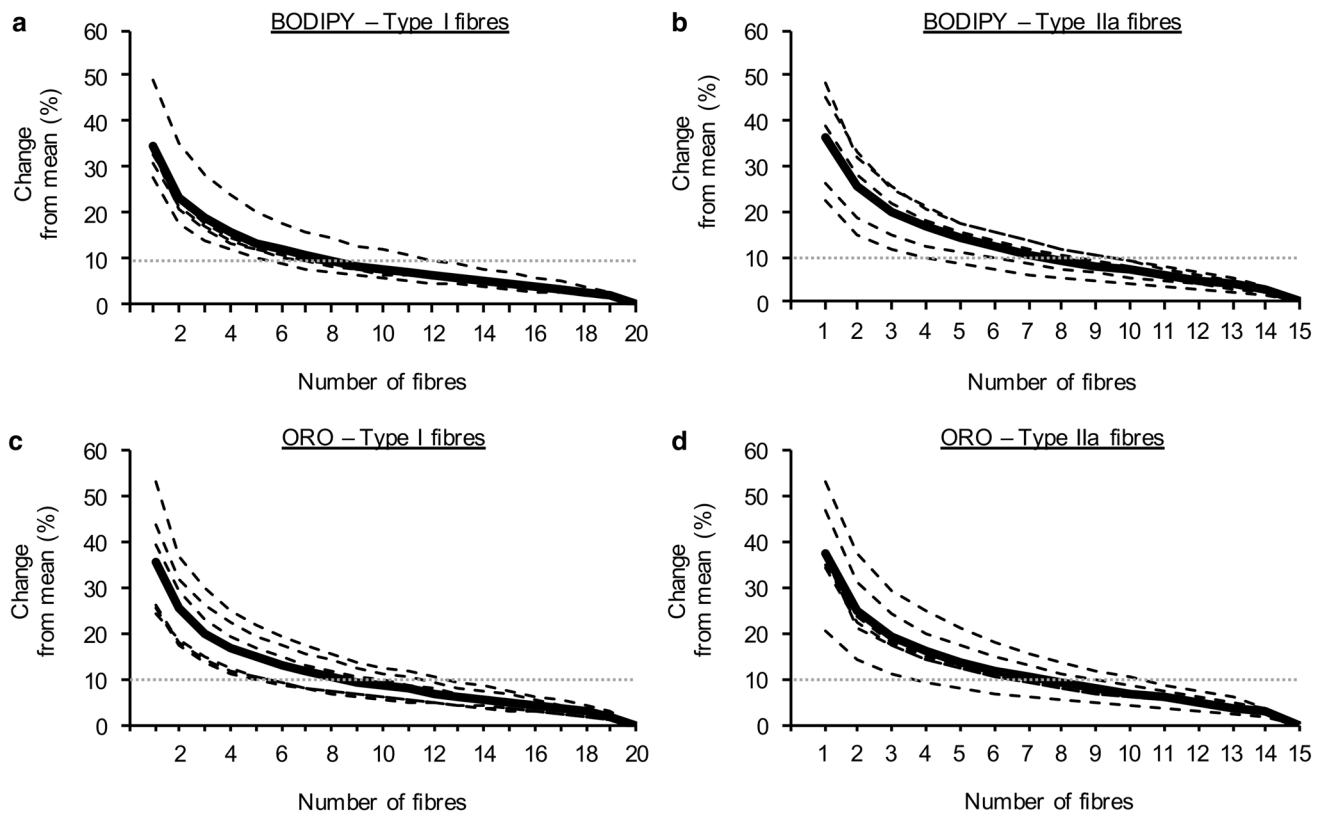 a
BODIPY – Type I fibres
60
50
40
30
20
10
0
Change
from mean (%)
2 4 6 8 10 12 14 16 18 20
Number of fibres
b
BODIPY – Type IIa fibres
60
50
40
30
20
10
0
Change
from mean (%)
1 2 3 4 5 6 7 8 9 10 11 12 13 14 15
Number of fibres
c
ORO – Type I fibres
60
50
40
30
20
10
0
Change
from mean (%)
2 4 6 8 10 12 14 16 18 20
Number of fibres
d
ORO – Type IIa fibres
60
50
40
30
20
10
0
Change
from mean (%)
1 2 3 4 5 6 7 8 9 10 11 12 13 14 15
Number of fibres